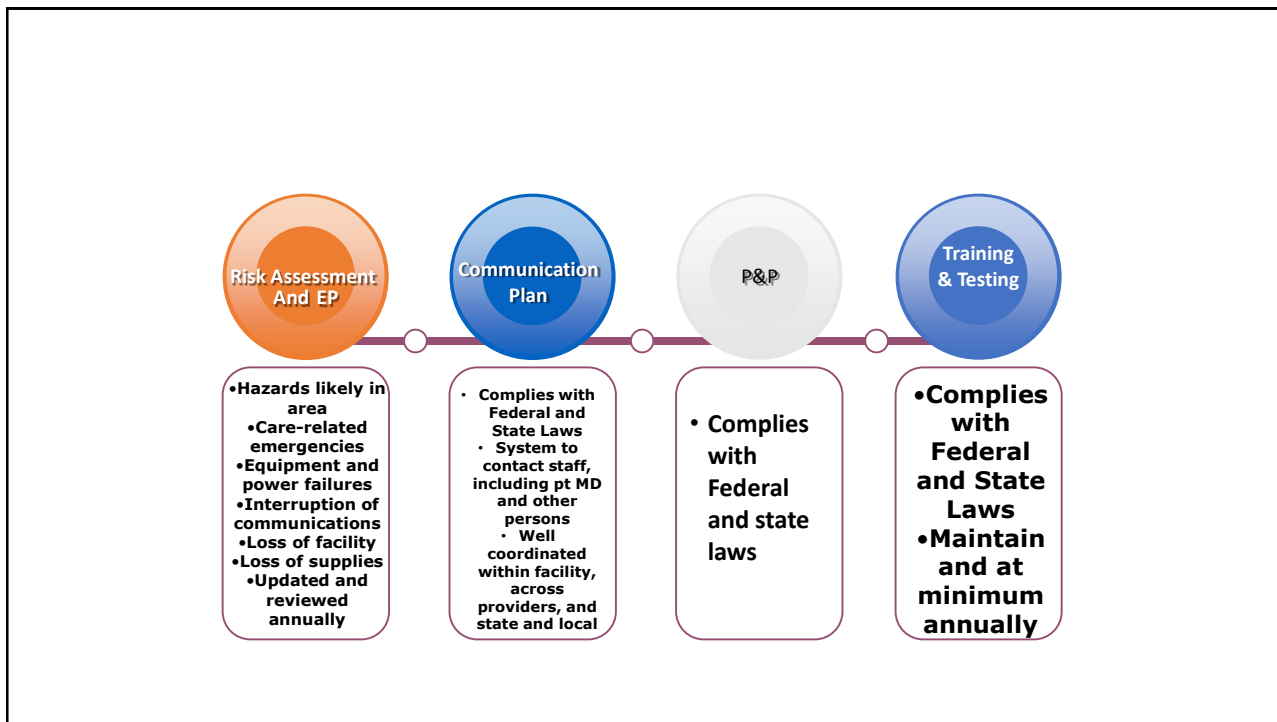 Risk Assessment
And EP
•Hazards likely in
area
•Care-related
emergencies
•Equipment and
power failures
•Interruption of
communications
•Loss of facility
•Loss of supplies
•Updated and
reviewed
annually
Communication
Plan
• Complies with
Federal and
State Laws
• System to
contact staff,
including pt MD
and other
persons
• Well
coordinated
within facility,
across
providers, and
state and local
P&P
• Complies
with
Federal
and state
laws
Training
& Testing
•Complies
with
Federal
and State
Laws
•Maintain
and at
minimum
annually